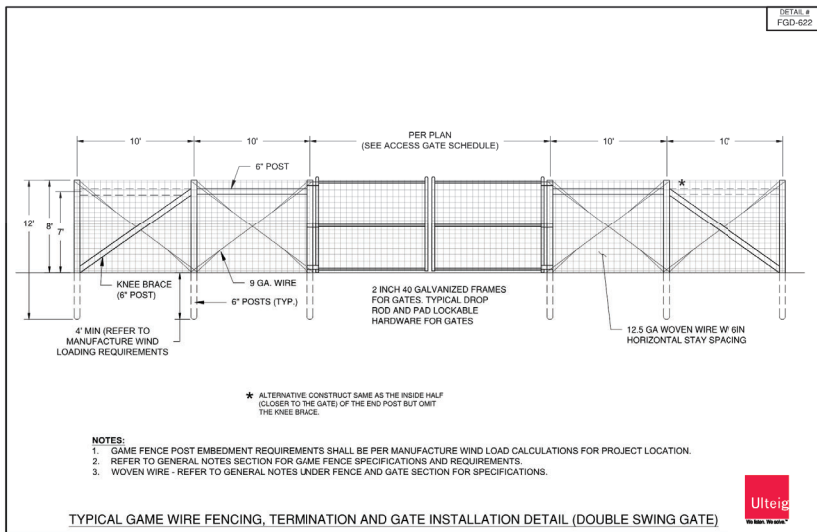 DETAIL #
FGD-622
PER PLAN
(SEE ACCESS GATE SCHEDULE)
10'
10'
10'
10'
6" POST
*
12'
8'
7'
KNEE BRACE
(6" POST)
9 GA. WIRE
6" POSTS (TYP.)
2 INCH 40 GALVANIZED FRAMES
FOR GATES. TYPICAL DROP
ROD AND PAD LOCKABLE
HARDWARE FOR GATES
4' MIN (REFER TO
MANUFACTURE WIND
LOADING REQUIREMENTS
12.5 GA WOVEN WIRE W/ 6IN
HORIZONTAL STAY SPACING
* ALTERNATIVE: CONSTRUCT SAME AS THE INSIDE HALF
(CLOSER TO THE GATE) OF THE END POST BUT OMIT
THE KNEE BRACE.
NOTES:
1. GAME FENCE POST EMBEDMENT REQUIREMENTS SHALL BE PER MANUFACTURE WIND LOAD CALCULATIONS FOR PROJECT LOCATION.
2. REFER TO GENERAL NOTES SECTION FOR GAME FENCE SPECIFICATIONS AND REQUIREMENTS.
3. WOVEN WIRE - REFER TO GENERAL NOTES UNDER FENCE AND GATE SECTION FOR SPECIFICATIONS.
TYPICAL GAME WIRE FENCING, TERMINATION AND GATE INSTALLATION DETAIL (DOUBLE SWING GATE)
Ulteig
We listen. We solve.™